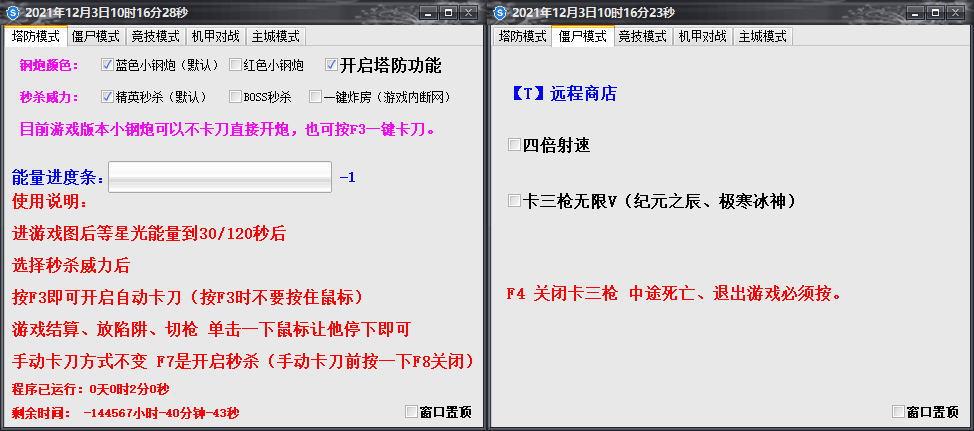 2021年12月3日10时16分28秒
塔防模式 僵尸模式 竞技模式 机甲对战 主城模式
钢炮颜色： 蓝色小钢炮（默认） 红色小钢炮 开启塔防功能
秒杀威力： 精英秒杀（默认） BOSS秒杀 一键炸房（游戏内断网）
目前游戏版本小钢炮可以不卡刀直接开炮，也可按F3一键卡刀。
能量进度条： -1
使用说明：
进游戏图后等星光能量到30/120秒后
选择秒杀威力后
按F3即可开启自动卡刀（按F3时不要按住鼠标）
游戏结算、放陷阱、切枪 单击一下鼠标让他停下即可
手动卡刀方式不变 F7是开启秒杀（手动卡刀前按一下F8关闭）
程序已运行：0天0时2分0秒
剩余时间： -144567小时-40分钟-43秒
窗口置顶
2021年12月3日10时16分23秒
塔防模式 僵尸模式 竞技模式 机甲对战 主城模式
【T】远程商店
四倍射速
卡三枪无限V（纪元之辰、极寒冰神）
F4 关闭卡三枪 中途死亡、退出游戏必须按。
窗口置顶